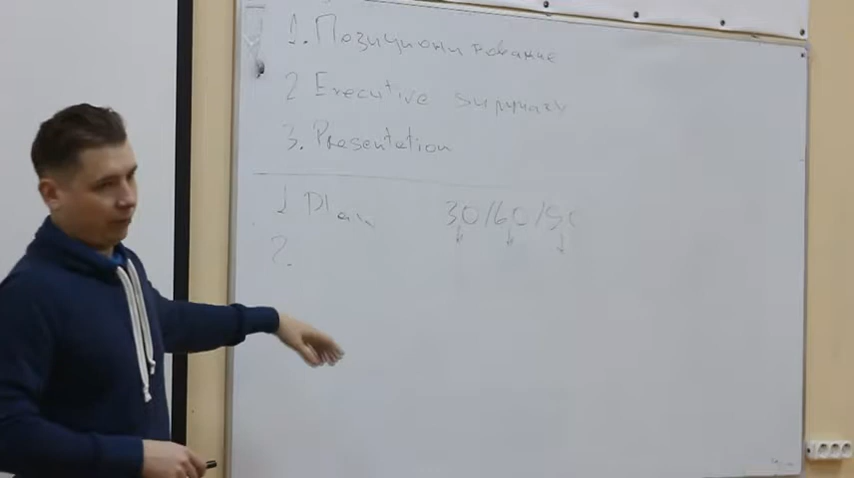 1. Позиционирование
2 Executive summary
3. Presentation
1 Plan 30/60/90
2.